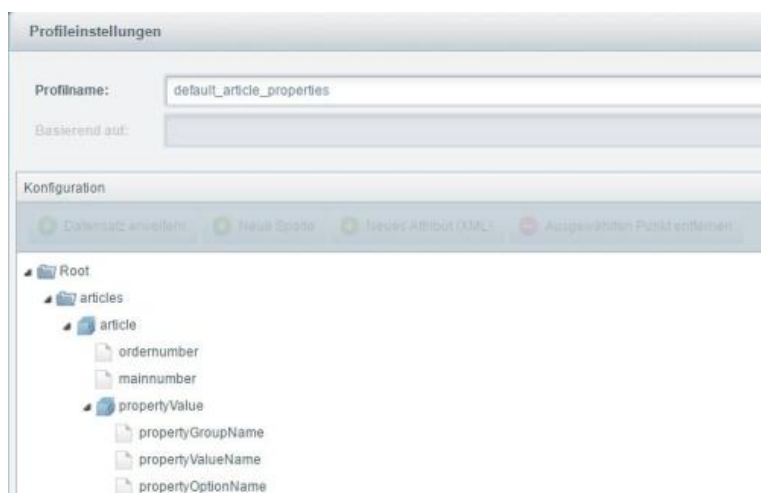 Profileinstellungen
Profilname: default_article_properties
Basierend auf:
Konfiguration
Datensatz erweitern Neue Spalte Neues Attribut (XML) Ausgewählten Punkt entfernen
Root
articles
article
ordernumber
mainnumber
propertyValue
propertyGroupName
propertyValueName
propertyOptionName